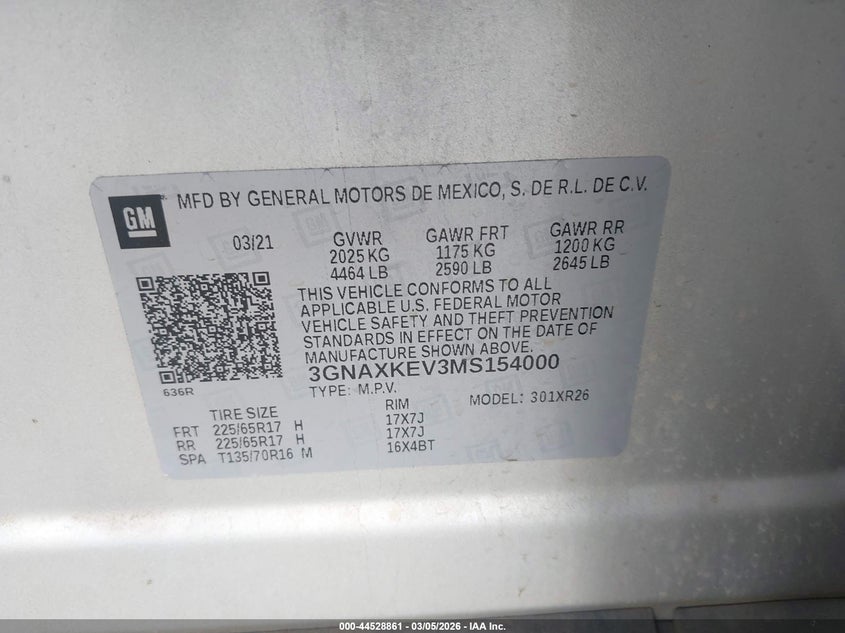 GM
MFD BY GENERAL MOTORS DE MEXICO, S. DE R.L. DE C.V.
03/21 GVWR GAWR FRT GAWR RR
2025 KG 1175 KG 1200 KG
4464 LB 2590 LB 2645 LB
THIS VEHICLE CONFORMS TO ALL
APPLICABLE U.S. FEDERAL MOTOR
VEHICLE SAFETY AND THEFT PREVENTION
STANDARDS IN EFFECT ON THE DATE OF
MANUFACTURE SHOWN ABOVE.
3GNAXKEV3MS154000
636R
TYPE: M.P.V. MODEL: 301XR26
TIRE SIZE RIM
FRT 225/65R17 H 17X7J
RR 225/65R17 H 17X7J
SPA T135/70R16 M 16X4BT
000-44528861 - 03/05/2026 - IAA Inc.